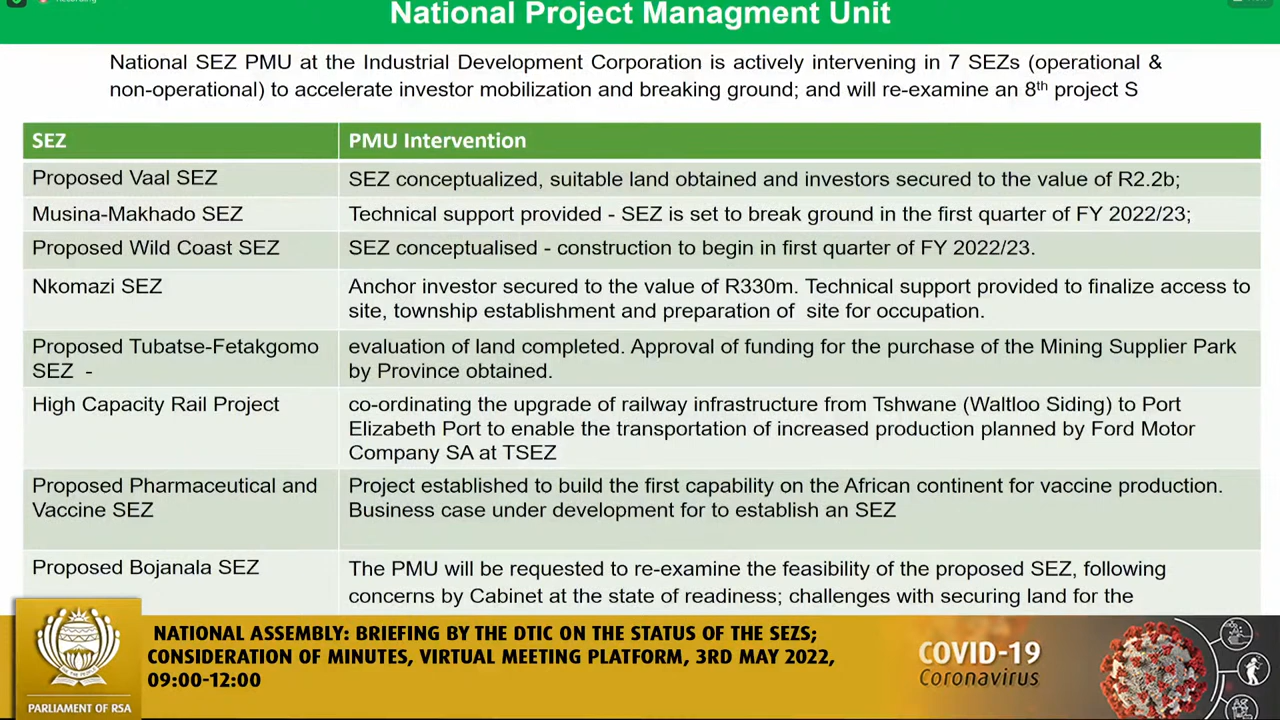 National Project Managment Unit
National SEZ PMU at the Industrial Development Corporation is actively intervening in 7 SEZs (operational &
non-operational) to accelerate investor mobilization and breaking ground; and will re-examine an 8th project S
SEZ
PMU Intervention
Proposed Vaal SEZ
SEZ conceptualized, suitable land obtained and investors secured to the value of R2.2b;
Musina-Makhado SEZ
Technical support provided - SEZ is set to break ground in the first quarter of FY 2022/23;
Proposed Wild Coast SEZ
SEZ conceptualised - construction to begin in first quarter of FY 2022/23.
Nkomazi SEZ
Anchor investor secured to the value of R330m. Technical support provided to finalize access to
site, township establishment and preparation of site for occupation.
Proposed Tubatse-Fetakgomo
SEZ -
evaluation of land completed. Approval of funding for the purchase of the Mining Supplier Park
by Province obtained.
High Capacity Rail Project
co-ordinating the upgrade of railway infrastructure from Tshwane (Waltloo Siding) to Port
Elizabeth Port to enable the transportation of increased production planned by Ford Motor
Company SA at TSEZ
Proposed Pharmaceutical and
Vaccine SEZ
Project established to build the first capability on the African continent for vaccine production.
Business case under development for to establish an SEZ
Proposed Bojanala SEZ
The PMU will be requested to re-examine the feasibility of the proposed SEZ, following
concerns by Cabinet at the state of readiness; challenges with securing land for the
NATIONAL ASSEMBLY: BRIEFING BY THE DTIC ON THE STATUS OF THE SEZS;
CONSIDERATION OF MINUTES, VIRTUAL MEETING PLATFORM, 3RD MAY 2022,
09:00-12:00
PARLIAMENT OF RSA
COVID-19
Coronavirus